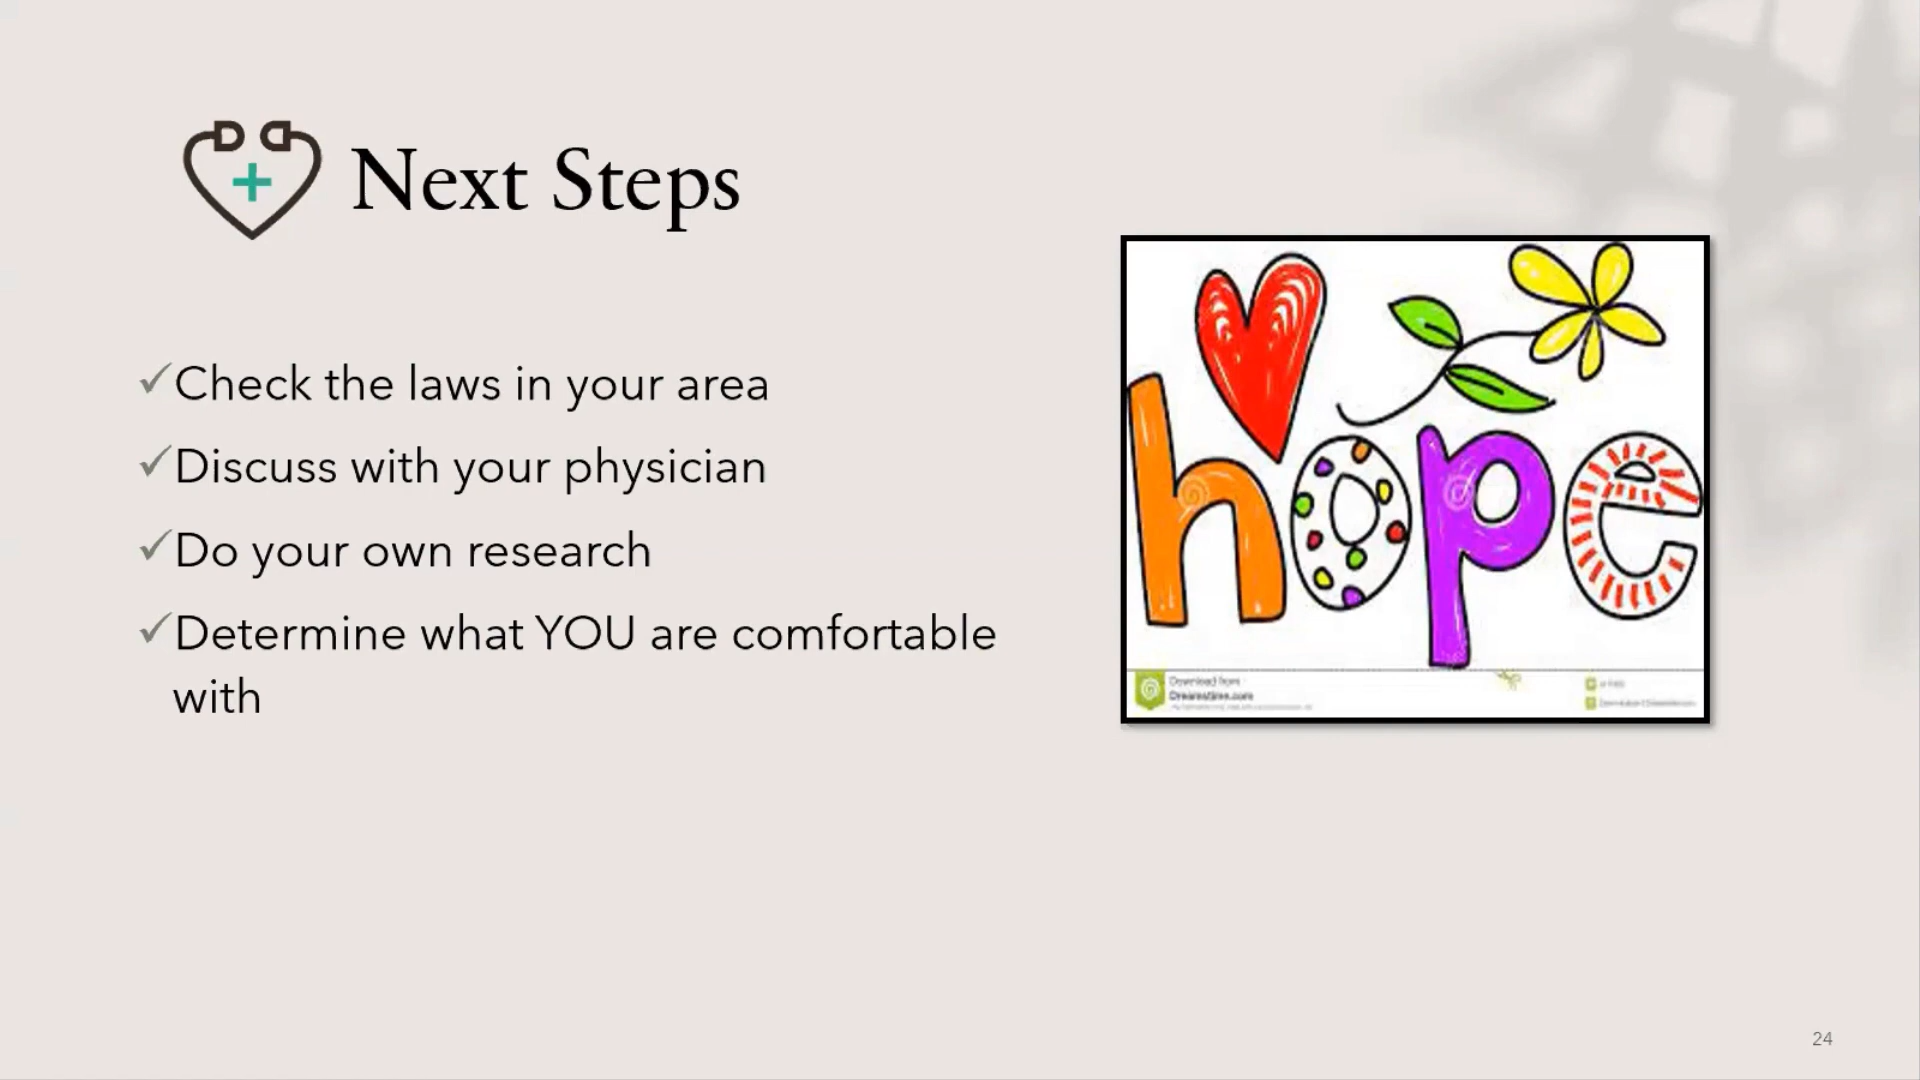 Next Steps
✓Check the laws in your area
✓Discuss with your physician
✓Do your own research
✓Determine what YOU are comfortable
with
hope
Download from
Dreamstime.com
24